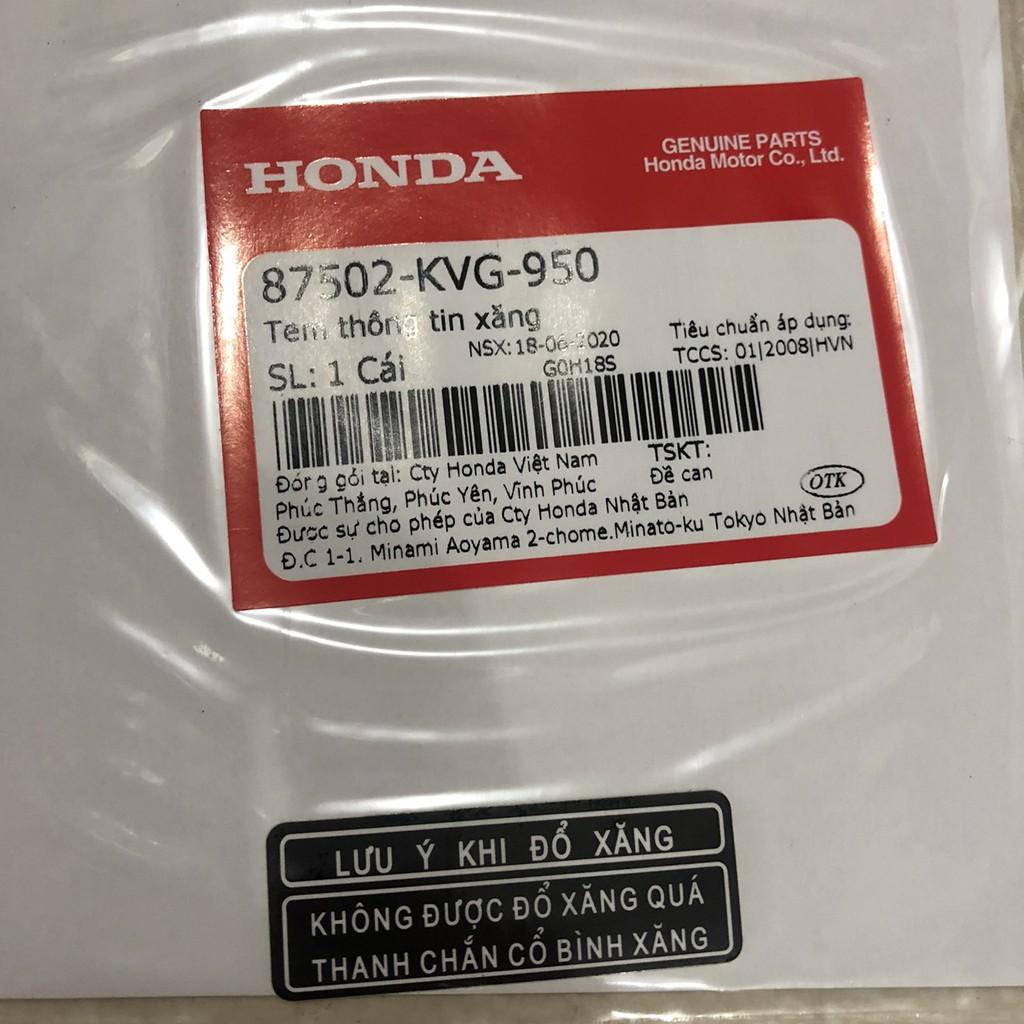 HONDA
GENUINE PARTS
Honda Motor Co., Ltd.
87502-KVG-950
Tem thông tin xăng
NSX: 18-06-2020
Tiêu chuẩn áp dụng:
SL: 1 Cái
G0H18S
TCCS: 01|2008|HVN
Đóng gói tại: Cty Honda Việt Nam
TSKT:
Phúc Thắng, Phúc Yên, Vĩnh Phúc
Đề can
OTK
Được sự cho phép của Cty Honda Nhật Bản
Đ.C 1-1, Minami Aoyama 2-chome.Minato-ku Tokyo Nhật Bản
LƯU Ý KHI ĐỔ XĂNG
KHÔNG ĐƯỢC ĐỔ XĂNG QUÁ
THANH CHẮN CỔ BÌNH XĂNG